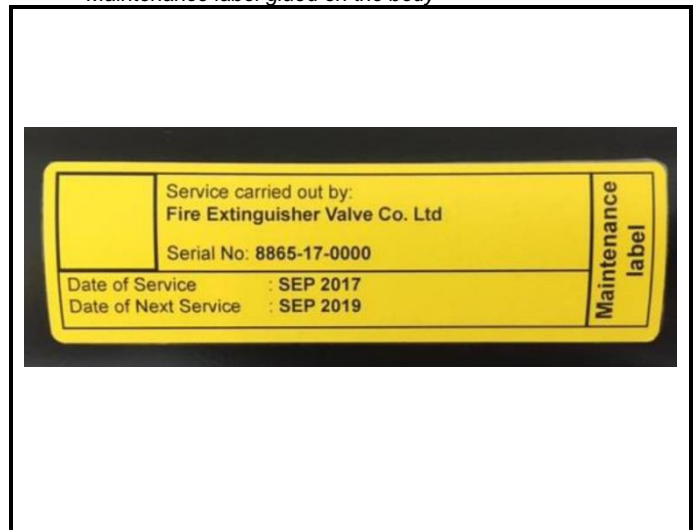 Maintenance label glued on the body
Service carried out by:
Fire Extinguisher Valve Co. Ltd
Serial No: 8865-17-0000
Date of Service : SEP 2017
Date of Next Service : SEP 2019
Maintenance
label